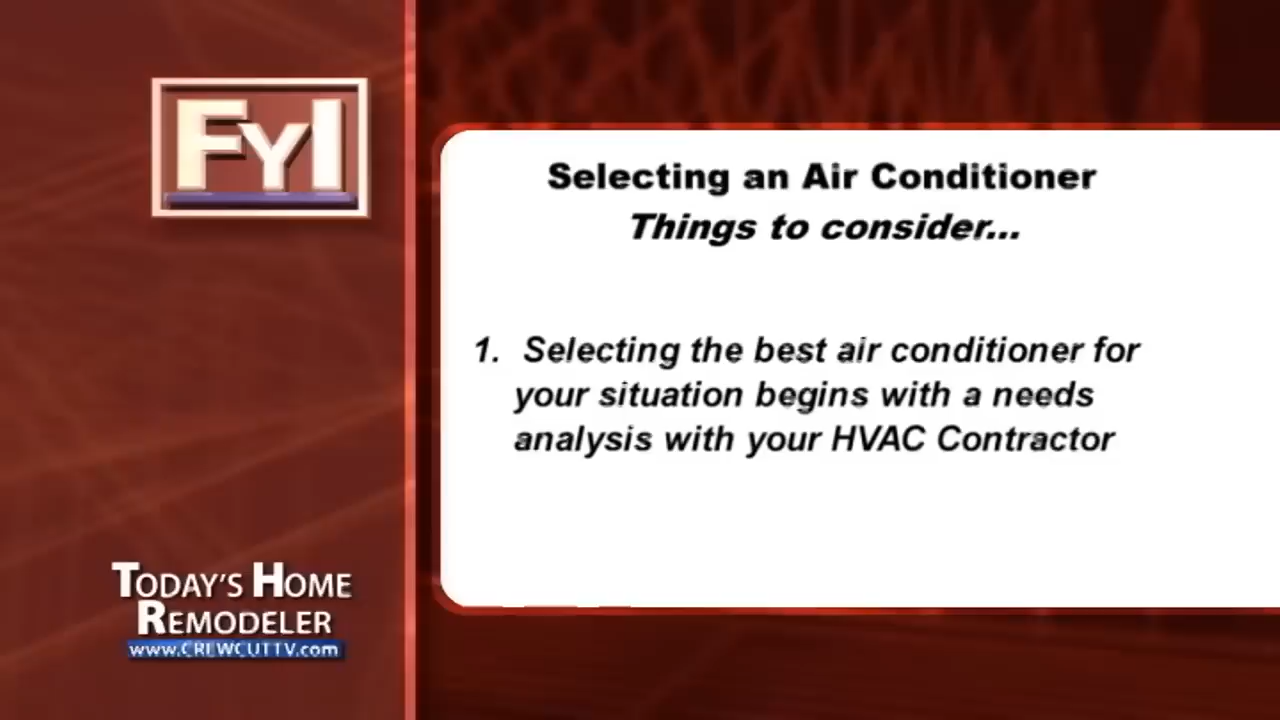 FYI
Selecting an Air Conditioner
Things to consider...
1. Selecting the best air conditioner for
your situation begins with a needs
analysis with your HVAC Contractor
TODAY'S HOME
REMODELER
www.CREWCUTTV.com